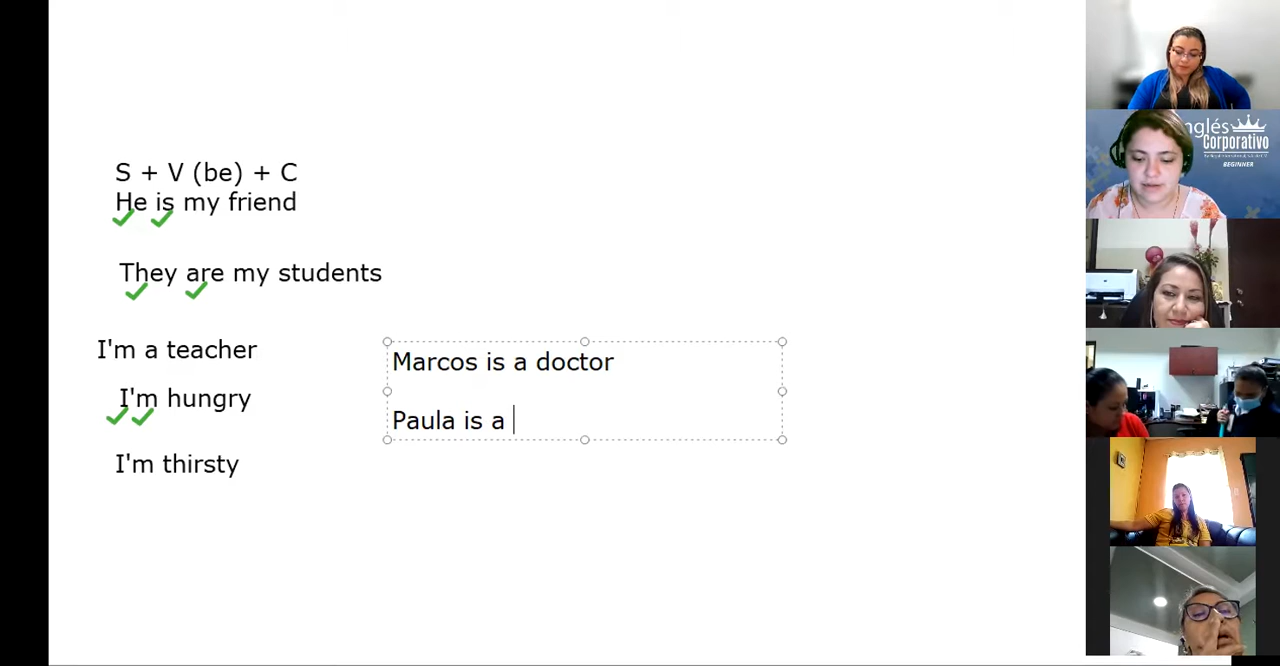 S + V (be) + C
He is my friend
They are my students
I'm a teacher
I'm hungry
I'm thirsty
Marcos is a doctor
Paula is a
nglés
Corporativo
BEGINNER